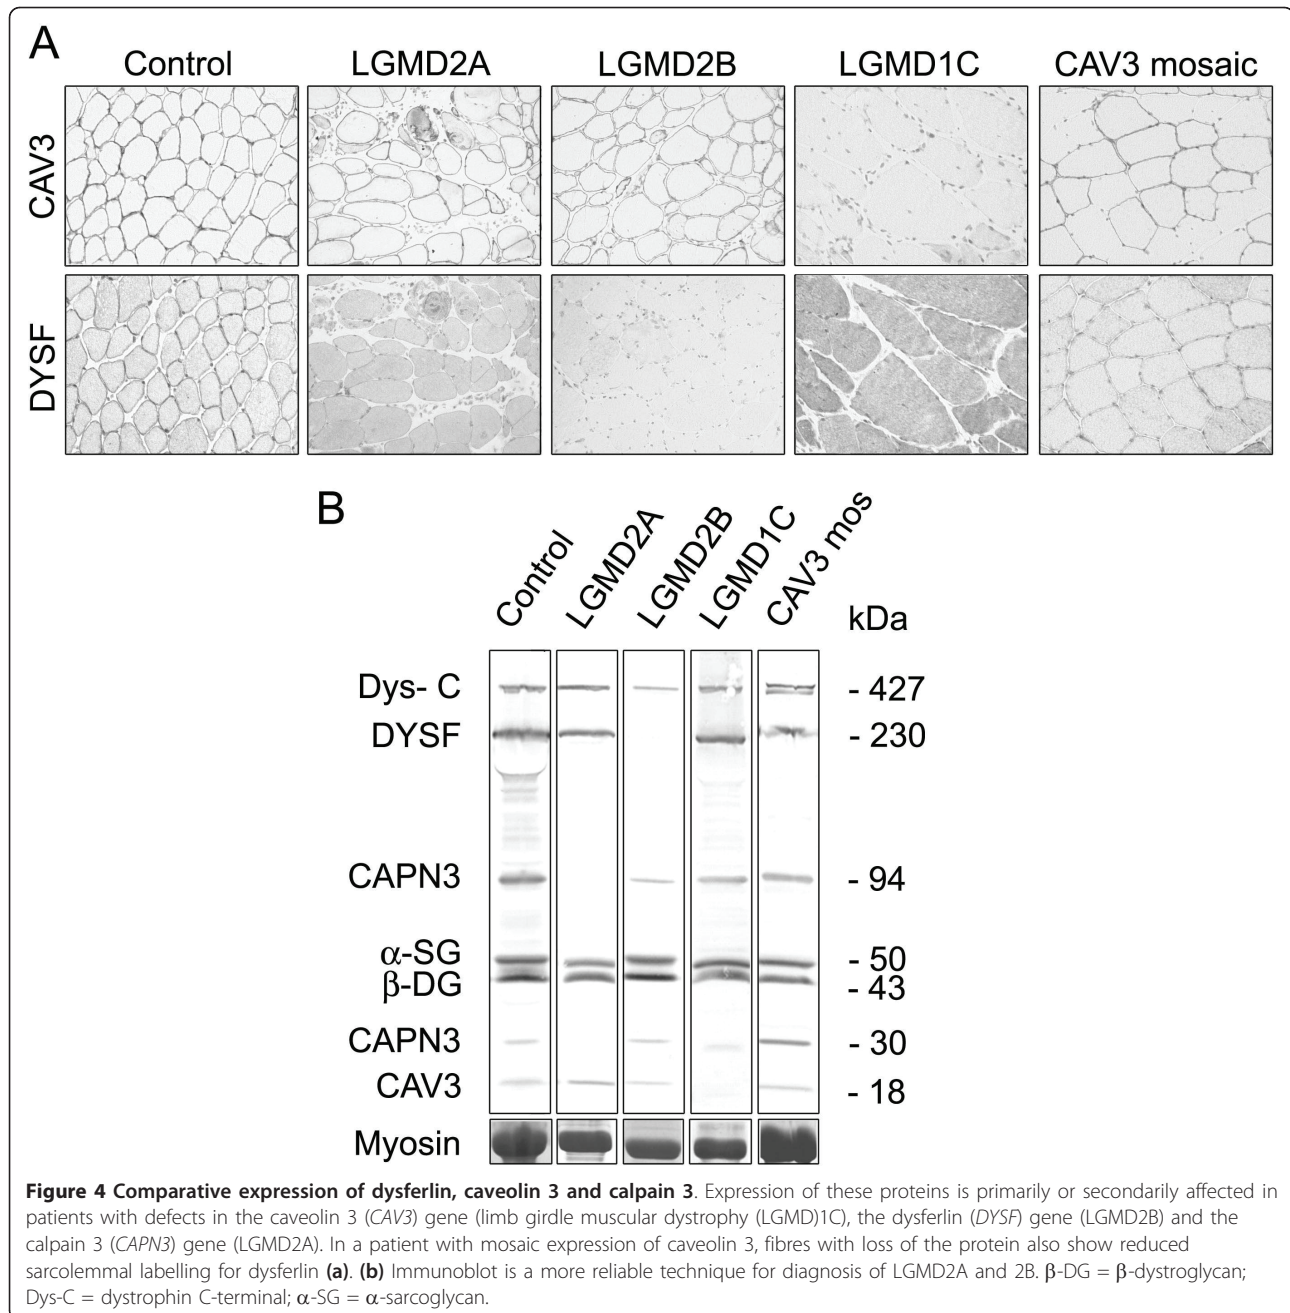 A
Control LGMD2A LGMD2B LGMD1C CAV3 mosaic
CAV3
DYSF
B
Control LGMD2A LGMD2B LGMD1C CAV3 mos
kDa
Dys- C - 427
DYSF - 230
CAPN3 - 94
α-SG - 50
β-DG - 43
CAPN3 - 30
CAV3 - 18
Myosin
Figure 4 Comparative expression of dysferlin, caveolin 3 and calpain 3. Expression of these proteins is primarily or secondarily affected in
patients with defects in the caveolin 3 (CAV3) gene (limb girdle muscular dystrophy (LGMD)1C), the dysferlin (DYSF) gene (LGMD2B) and the
calpain 3 (CAPN3) gene (LGMD2A). In a patient with mosaic expression of caveolin 3, fibres with loss of the protein also show reduced
sarcolemmal labelling for dysferlin (a). (b) Immunoblot is a more reliable technique for diagnosis of LGMD2A and 2B. β-DG = β-dystroglycan;
Dys-C = dystrophin C-terminal; α-SG = α-sarcoglycan.